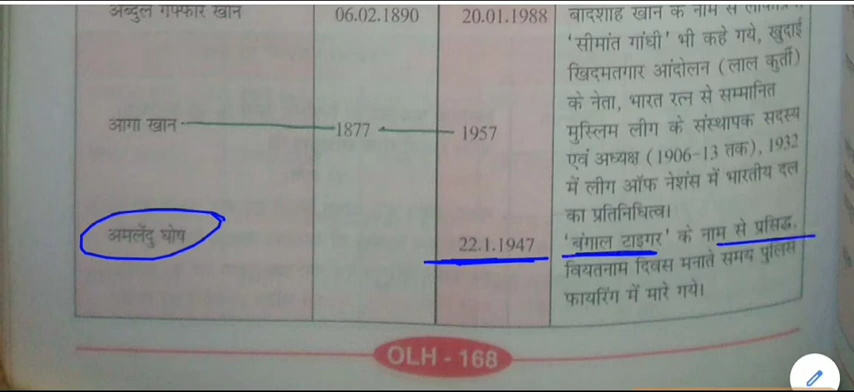 अब्दुल गफ्फार खान 06.02.1890 20.01.1988 बादशाह खान के नाम से
'सीमांत गांधी' भी कहे गये, खुदाई
खिदमतगार आंदोलन (लाल कुर्ती)
के नेता, भारत रत्न से सम्मानित
आगा खान 1877 1957 मुस्लिम लीग के संस्थापक सदस्य
एवं अध्यक्ष (1906-13 तक), 1932
में लीग ऑफ नेशंस में भारतीय दल
का प्रतिनिधित्व।
अमलेंदु घोष 22.1.1947 'बंगाल टाइगर' के नाम से प्रसिद्ध,
वियतनाम दिवस मनाते समय पुलिस
फायरिंग में मारे गये।
OLH - 168